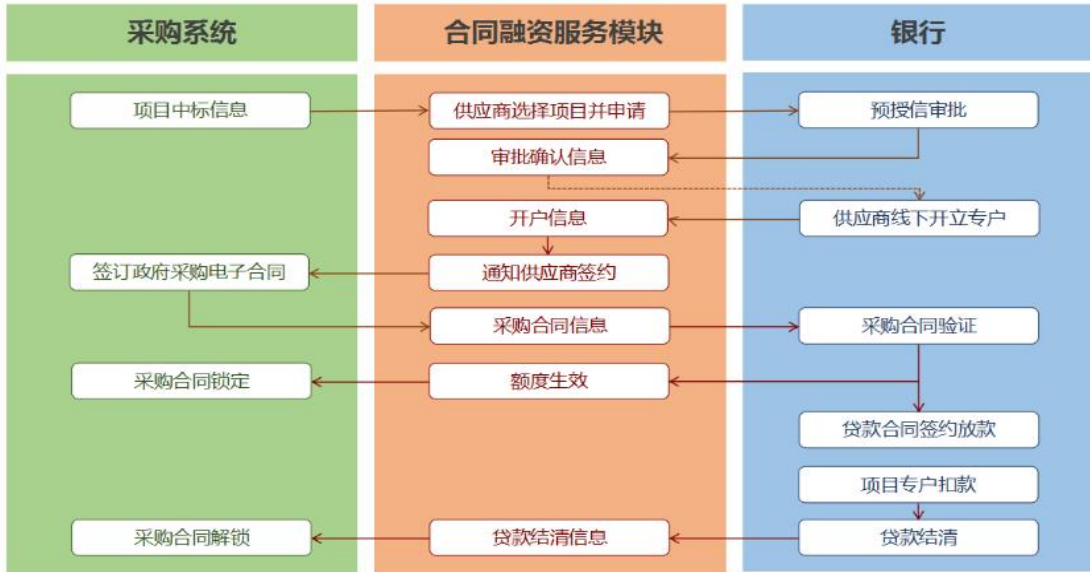 采购系统
合同融资服务模块
银行
项目中标信息
供应商选择项目并申请
预授信审批
审批确认信息
开户信息
供应商线下开立专户
签订政府采购电子合同
通知供应商签约
采购合同信息
采购合同验证
采购合同锁定
额度生效
贷款合同签约放款
项目专户扣款
采购合同解锁
贷款结清信息
贷款结清